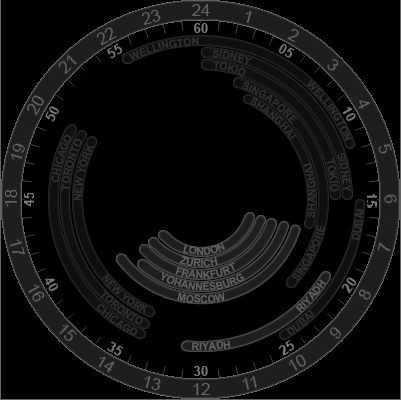 24
1
2
3
4
5
6
7
8
9
10
11
12
13
14
15
16
17
18
19
20
21
22
23
60
05
10
15
20
25
30
35
40
45
50
55
WELLINGTON
WELLINGTON
SIDNEY
SIDNEY
TOKIO
TOKIO
SINGAPORE
SINGAPORE
SHANGHAI
SHANGHAI
DUBAI
DUBAI
RIYADH
RIYADH
CHICAGO
CHICAGO
TORONTO
TORONTO
NEW YORK
NEW YORK
LONDON
ZURICH
FRANKFURT
YOHANNESBURG
MOSCOW